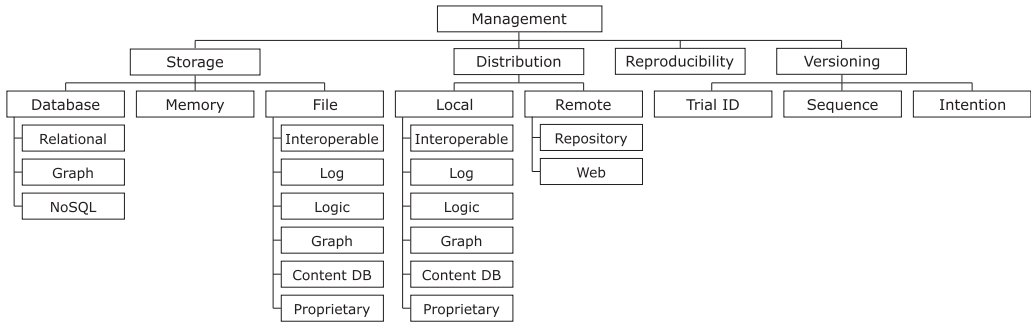 Management
Storage
Distribution
Reproducibility
Versioning
Database
Memory
File
Local
Remote
Trial ID
Sequence
Intention
Relational
Graph
NoSQL
Interoperable
Log
Logic
Graph
Content DB
Proprietary
Interoperable
Log
Logic
Graph
Content DB
Proprietary
Repository
Web